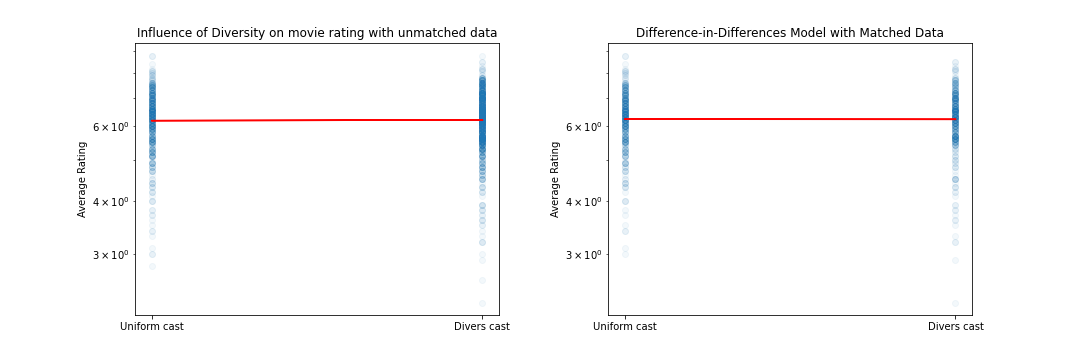 Influence of Diversity on movie rating with unmatched data
Average Rating
6 × 10⁰
4 × 10⁰
3 × 10⁰
Uniform cast
Divers cast
Difference-in-Differences Model with Matched Data
Average Rating
6 × 10⁰
4 × 10⁰
3 × 10⁰
Uniform cast
Divers cast